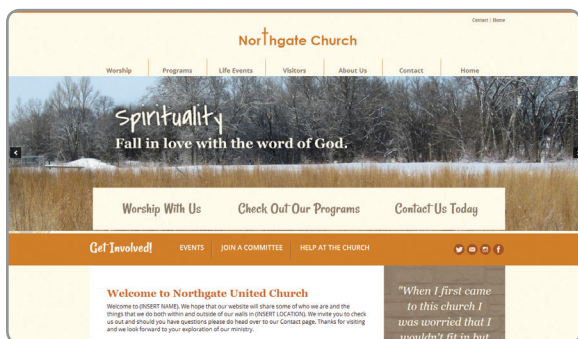 Contact | Home
Northgate Church
Worship Programs Life Events Visitors About Us Contact Home
Spirituality
Fall in love with the word of God.
Worship With Us Check Out Our Programs Contact Us Today
Get Involved! EVENTS JOIN A COMMITTEE HELP AT THE CHURCH
Welcome to Northgate United Church
Welcome to (INSERT NAME). We hope that our website will share some of who we are and the
things that we do both within and outside of our walls in (INSERT LOCATION). We invite you to check
us out and should you have questions please do head over to our Contact page. Thanks for visiting
and we look forward to your exploration of our ministry.
"When I first came
to this church I
was worried that I
wouldn't fit in but